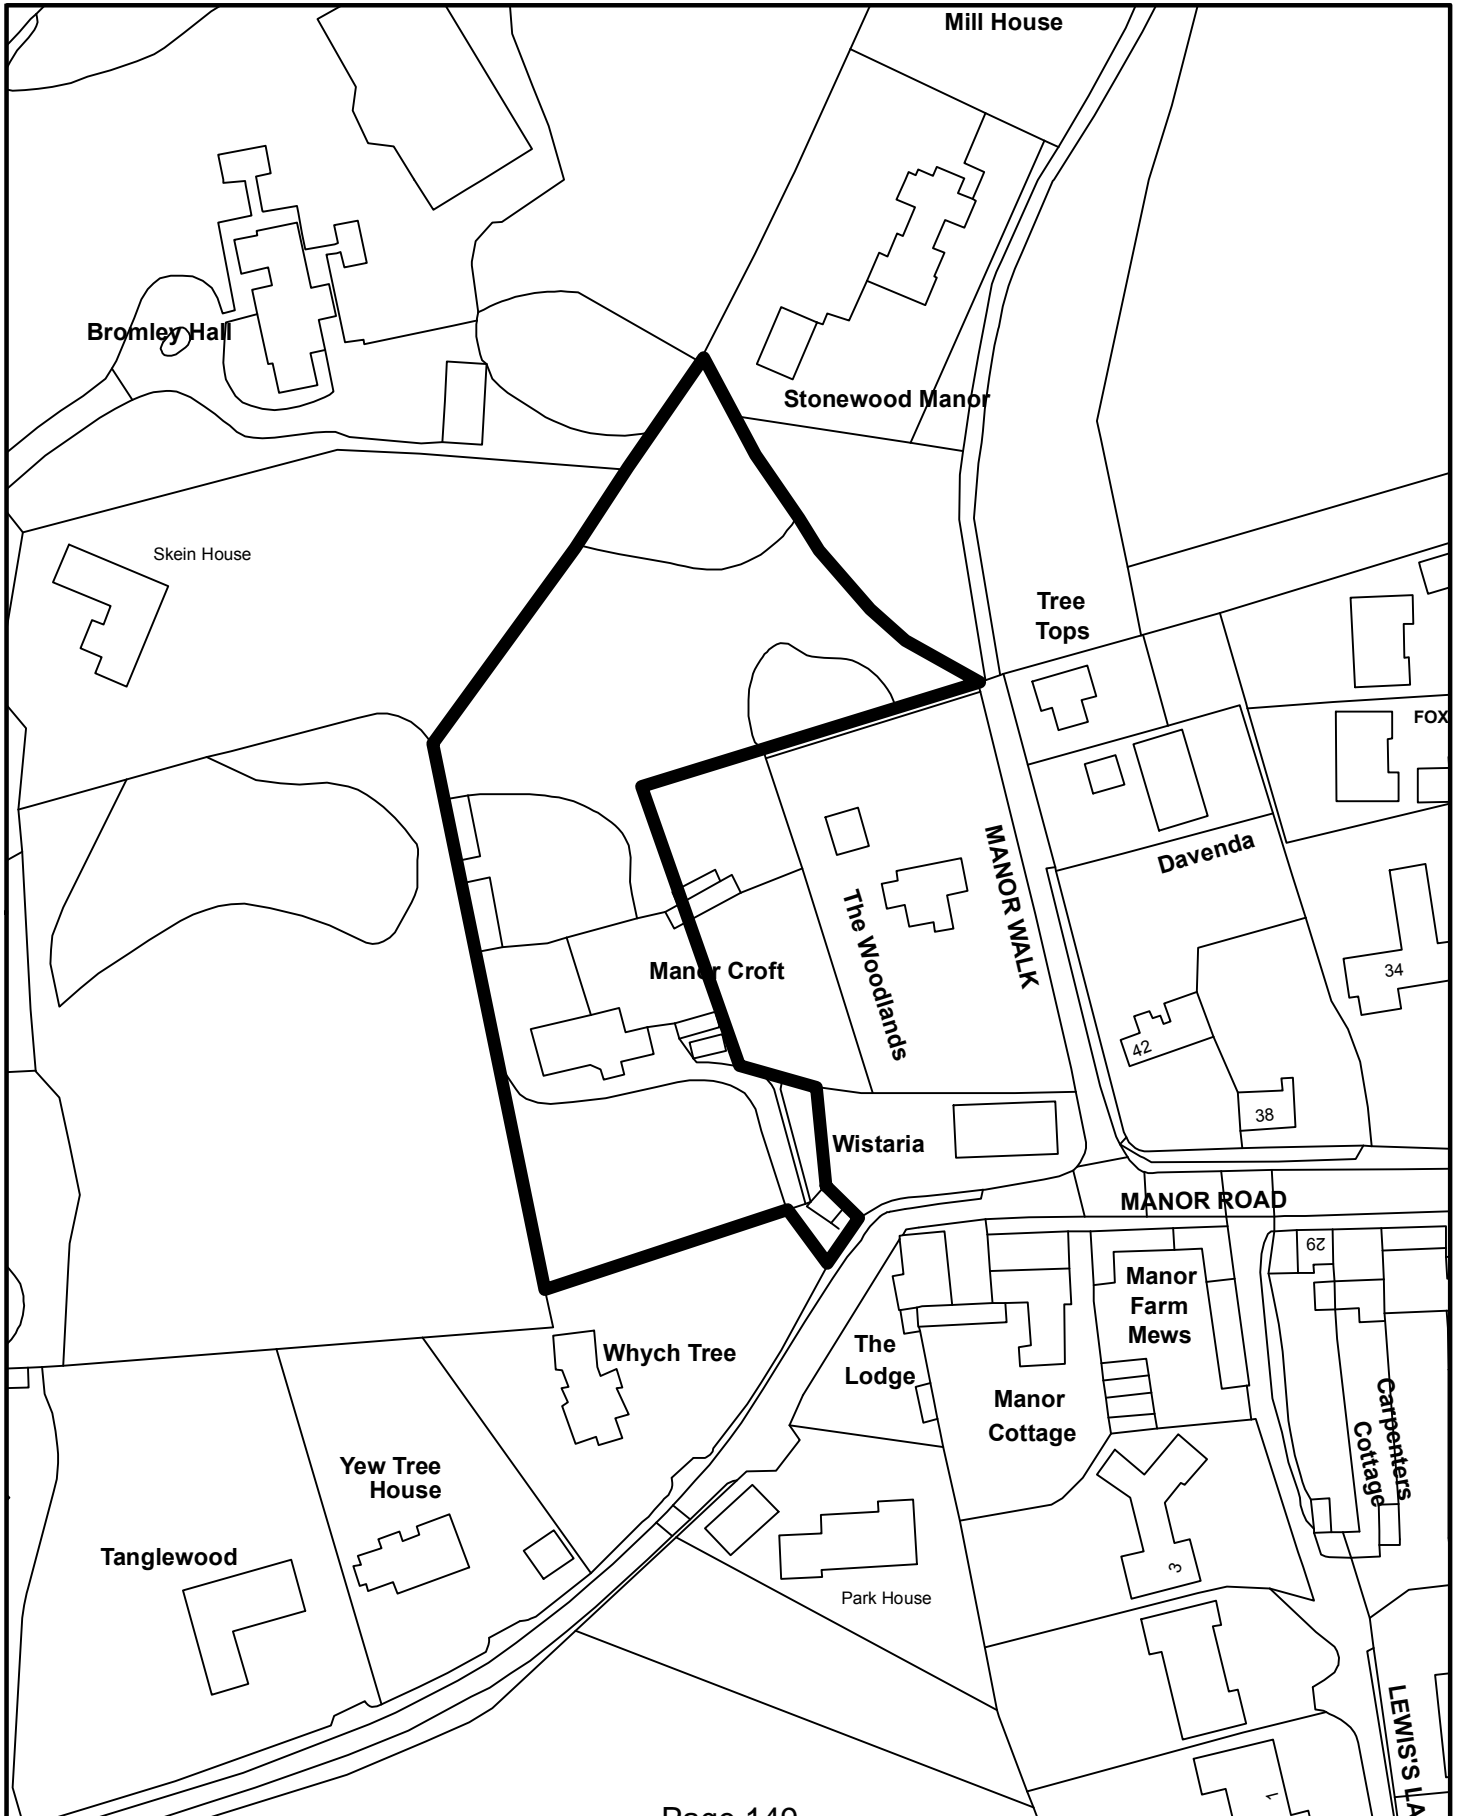 Mill House
Bromley Hall
Stonewood Manor
Skein House
Tree
Tops
FOX
MANOR WALK
Davenda
The Woodlands
Manor Croft
34
42
38
Wistaria
MANOR ROAD
29
Manor
Farm
Mews
The
Lodge
Whych Tree
Manor
Cottage
Carpenters
Cottage
Yew Tree
House
Tanglewood
3
Park House
LEWIS'S LA
1
Page 149